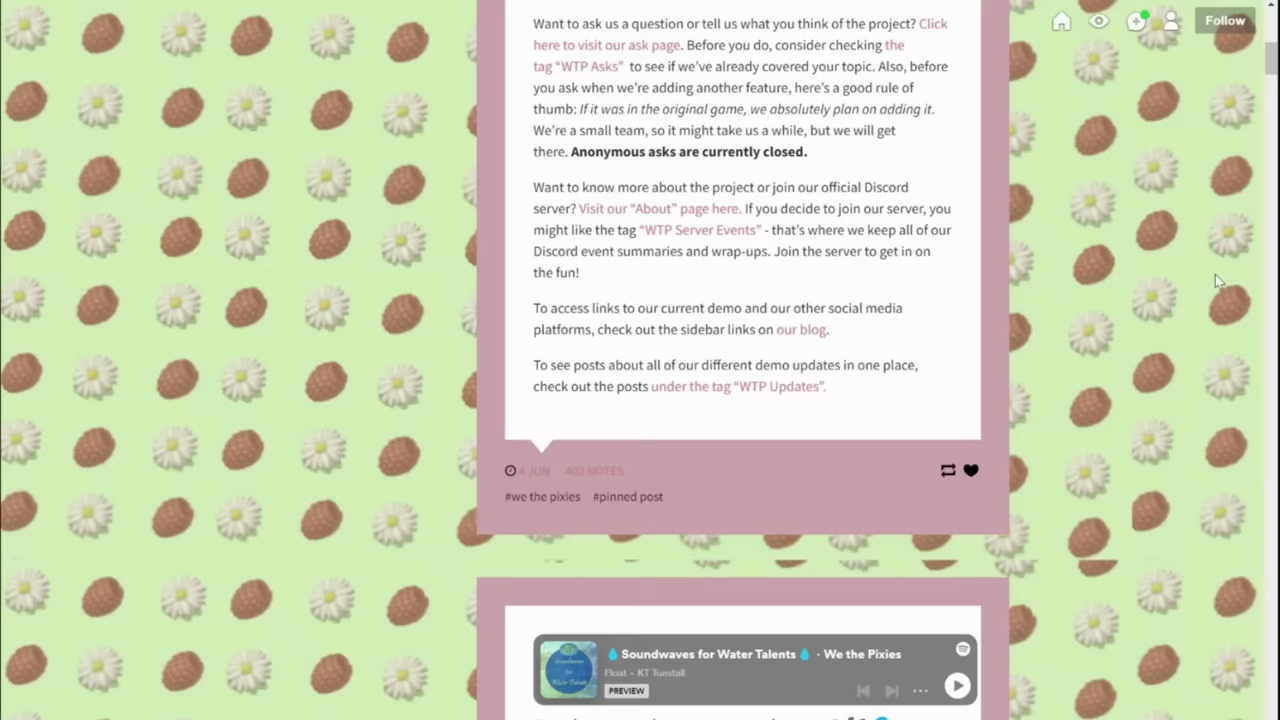 Follow
Want to ask us a question or tell us what you think of the project? Click
here to visit our ask page. Before you do, consider checking the
tag “WTP Asks” to see if we’ve already covered your topic. Also, before
you ask when we’re adding another feature, here’s a good rule of
thumb: If it was in the original game, we absolutely plan on adding it.
We’re a small team, so it might take us a while, but we will get
there. Anonymous asks are currently closed.
Want to know more about the project or join our official Discord
server? Visit our “About” page here. If you decide to join our server, you
might like the tag “WTP Server Events” - that’s where we keep all of our
Discord event summaries and wrap-ups. Join the server to get in on
the fun!
To access links to our current demo and our other social media
platforms, check out the sidebar links on our blog.
To see posts about all of our different demo updates in one place,
check out the posts under the tag “WTP Updates”.
4 JUN 402 NOTES
#we the pixies #pinned post
Soundwaves for Water Talents
💧 Soundwaves for Water Talents 💧 - We the Pixies
Float • KT Tunstall
PREVIEW